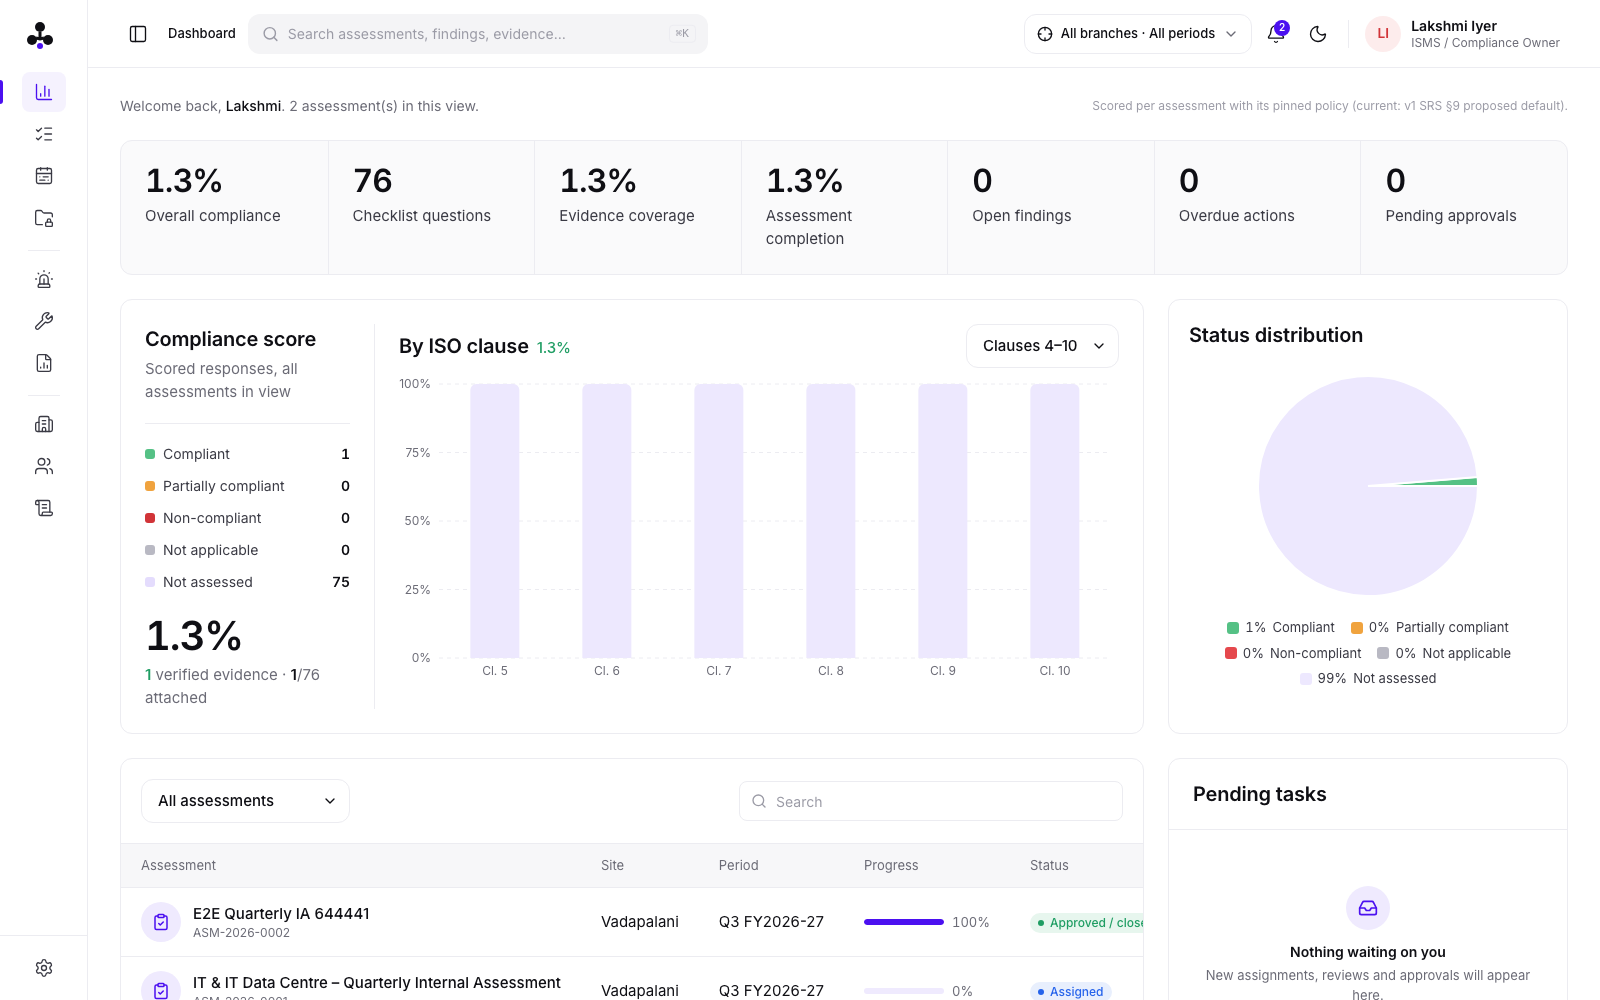 Dashboard
Search assessments, findings, evidence...
⌘K
All branches · All periods
2
LI
Lakshmi Iyer
ISMS / Compliance Owner
Welcome back, Lakshmi. 2 assessment(s) in this view.
Scored per assessment with its pinned policy (current: v1 SRS §9 proposed default).
1.3%
Overall compliance
76
Checklist questions
1.3%
Evidence coverage
1.3%
Assessment
completion
0
Open findings
0
Overdue actions
0
Pending approvals
Compliance score
Scored responses, all
assessments in view
Compliant 1
Partially compliant 0
Non-compliant 0
Not applicable 0
Not assessed 75
1.3%
1 verified evidence · 1/76
attached
By ISO clause 1.3%
Clauses 4–10
100%
75%
50%
25%
0%
Cl. 5 Cl. 6 Cl. 7 Cl. 8 Cl. 9 Cl. 10
Status distribution
1% Compliant 0% Partially compliant
0% Non-compliant 0% Not applicable
99% Not assessed
All assessments
Search
Assessment Site Period Progress Status
E2E Quarterly IA 644441
ASM-2026-0002
Vadapalani Q3 FY2026-27 100% Approved / close
IT & IT Data Centre – Quarterly Internal Assessment
ASM-2026-0001
Vadapalani Q3 FY2026-27 0% Assigned
Pending tasks
Nothing waiting on you
New assignments, reviews and approvals will appear
here.